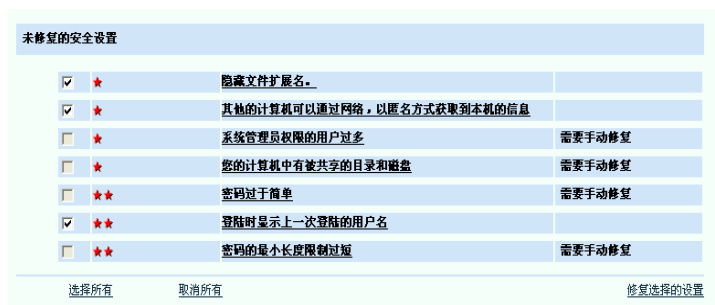 未修复的安全设置
隐藏文件扩展名。
其他的计算机可以通过网络，以匿名方式获取到本机的信息
系统管理员权限的用户过多 需要手动修复
您的计算机中有被共享的目录和磁盘 需要手动修复
密码过于简单 需要手动修复
登陆时显示上一次登陆的用户名
密码的最小长度限制过短 需要手动修复
选择所有 取消所有 修复选择的设置